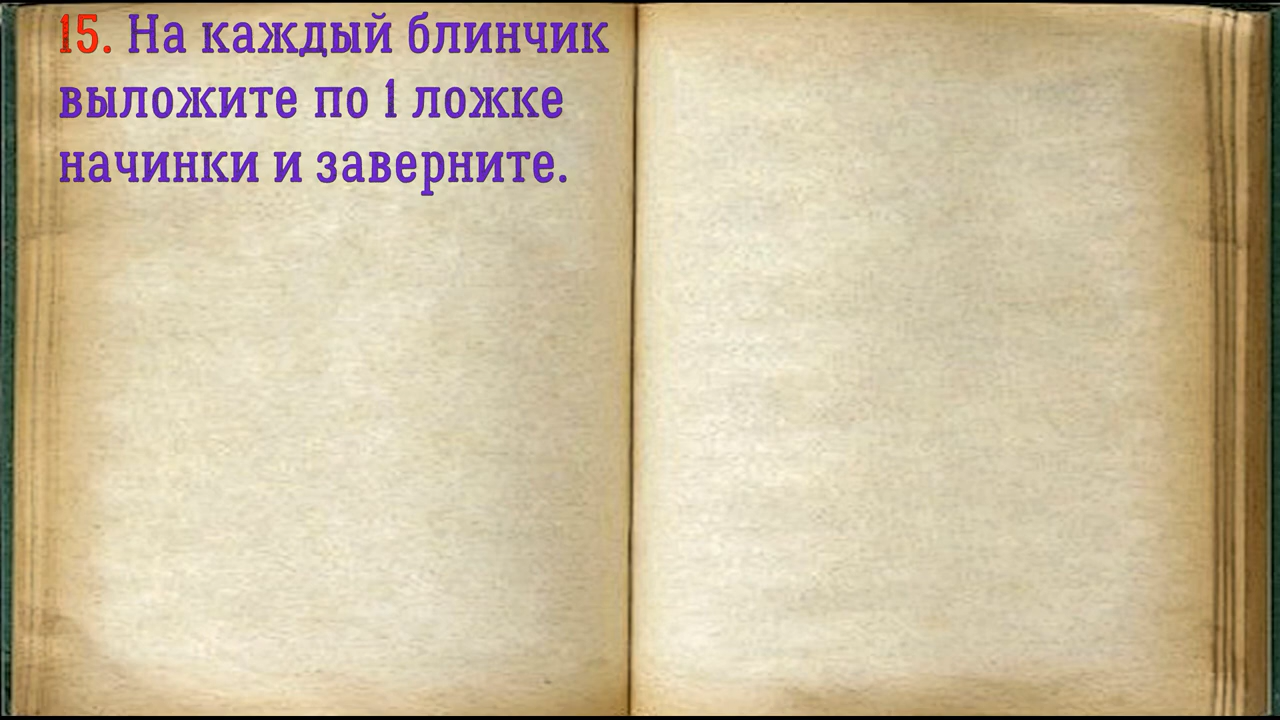 15. На каждый блинчик
выложите по 1 ложке
начинки и заверните.